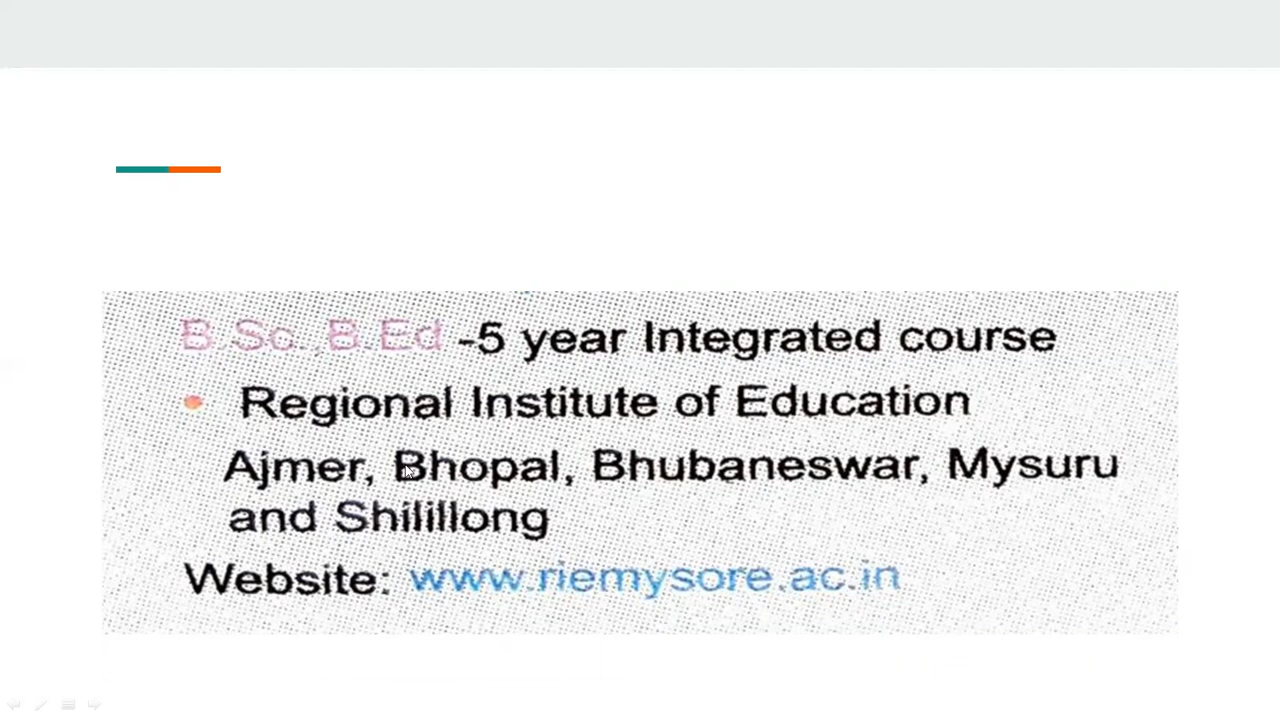 B.Sc. B.Ed -5 year Integrated course
• Regional Institute of Education
Ajmer, Bhopal, Bhubaneswar, Mysuru
and Shilillong
Website: www.riemysore.ac.in